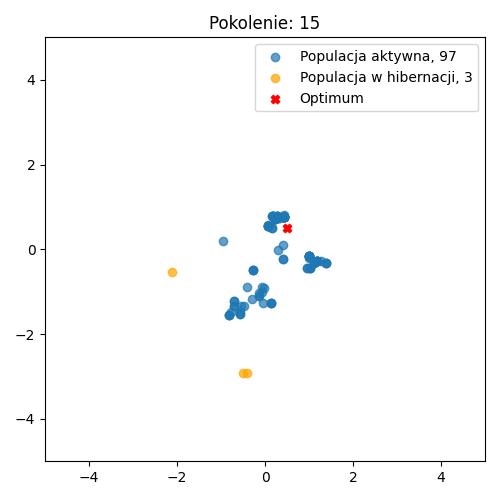 Pokolenie: 15
Populacja aktywna, 97
Populacja w hibernacji, 3
Optimum
4
2
0
−2
−4
−4
−2
0
2
4